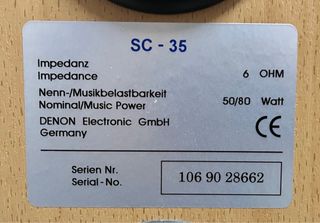 SC - 35
Impedanz
Impedance 6 OHM
Nenn-/Musikbelastbarkeit
Nominal/Music Power 50/80 Watt
DENON Electronic GmbH
Germany CE
Serien Nr.
Serial-No. 106 90 28662